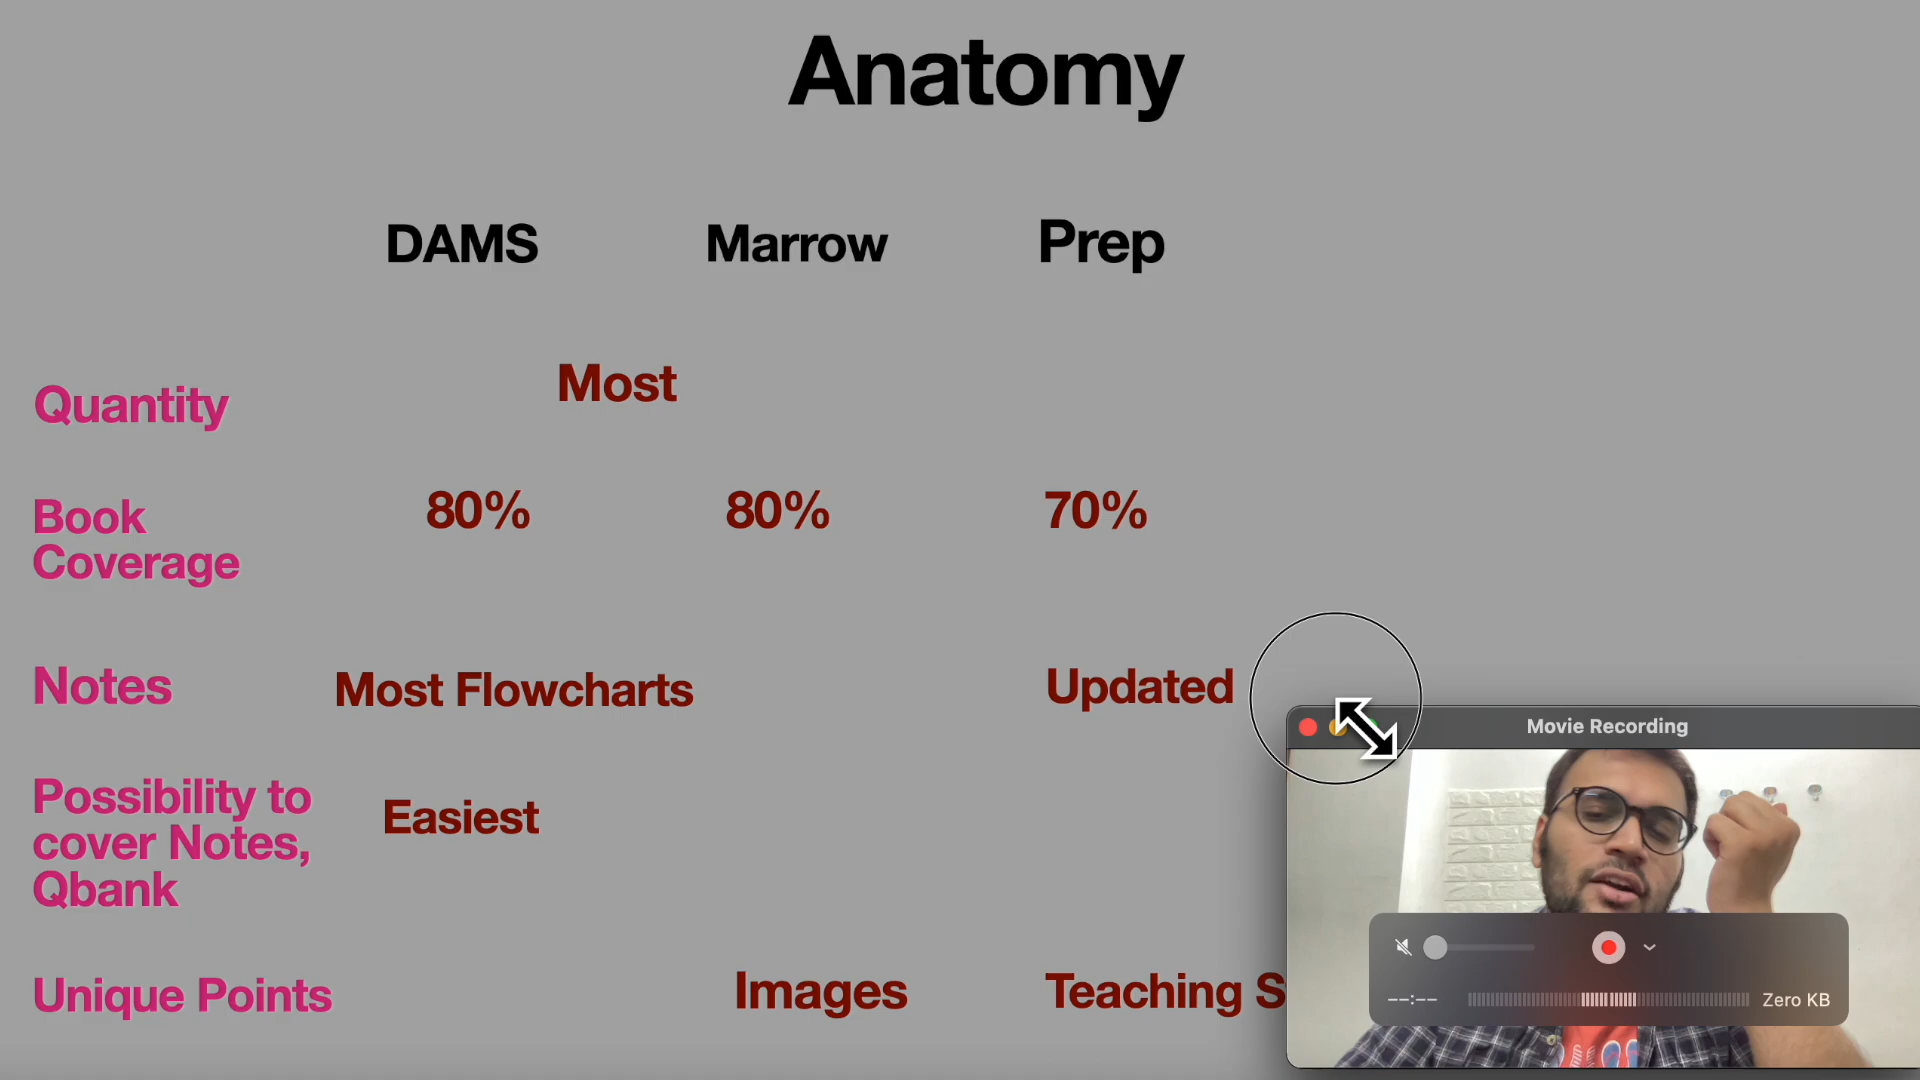 Anatomy
DAMS Marrow Prep
Quantity Most
Book
Coverage 80% 80% 70%
Notes Most Flowcharts Updated
Movie Recording
Possibility to
cover Notes,
Qbank
Easiest
Unique Points Images Teaching S
--:-- Zero KB